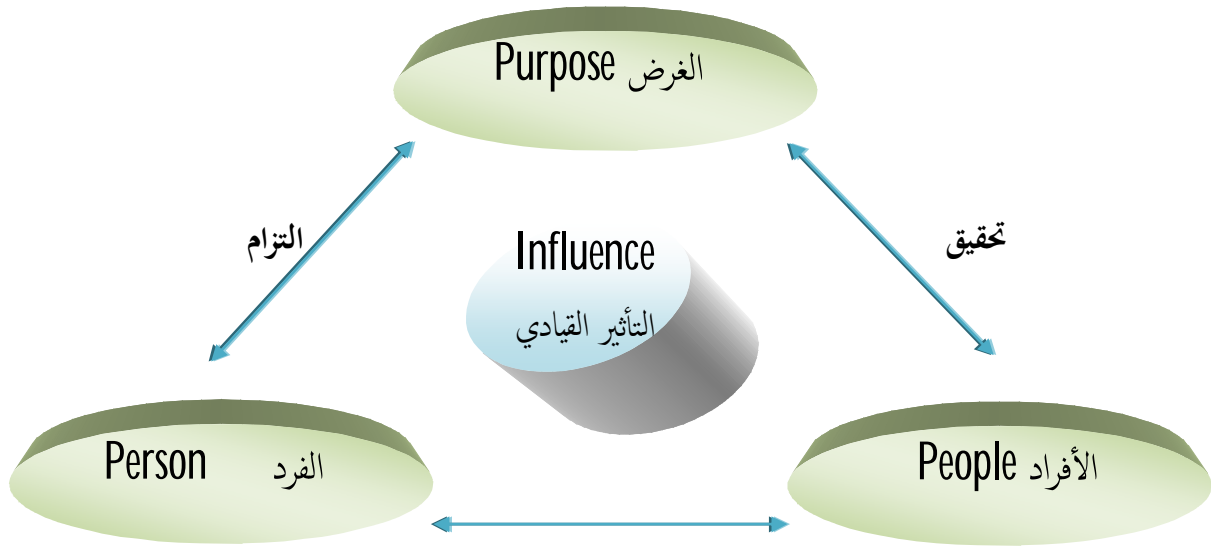 Purpose الغرض
التزام
تحقيق
Influence
التأثير القيادي
Person الفرد
People الأفراد